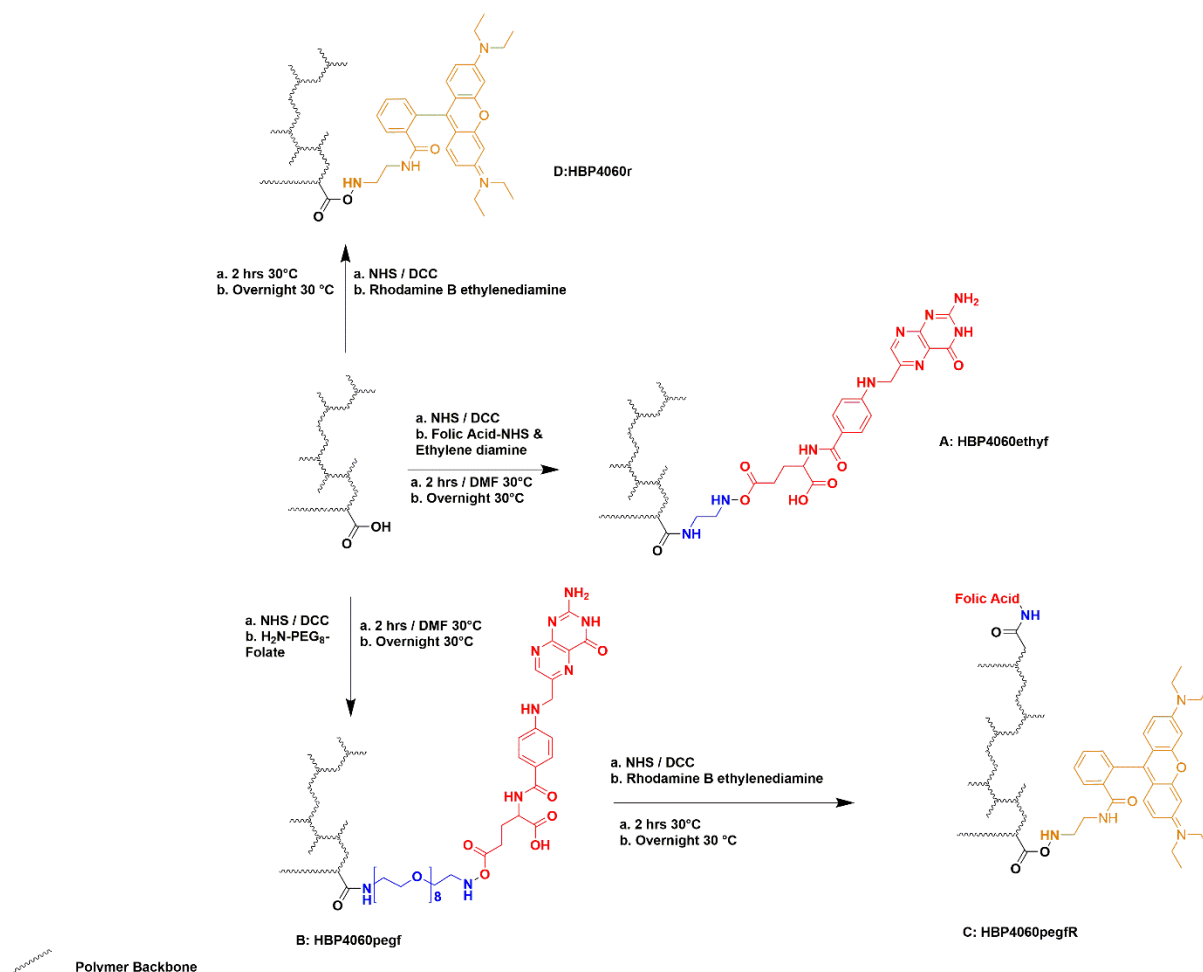 N
O
O
NH
N
HN
O
O
D:HBP4060r
a. 2 hrs 30°C
b. Overnight 30 °C
a. NHS / DCC
b. Rhodamine B ethylenediamine
O
OH
a. NHS / DCC
b. Folic Acid-NHS &
Ethylene diamine
a. 2 hrs / DMF 30°C
b. Overnight 30°C
NH2
N
N
NH
N
O
HN
O
HN
O
O
HO
HN
O
NH
O
A: HBP4060ethyf
a. NHS / DCC
b. H2N-PEG8-
Folate
a. 2 hrs / DMF 30°C
b. Overnight 30°C
NH2
N
NH
N
O
N
HN
O
HN
O
OH
O
O
N
H
O
8
N
H
O
B: HBP4060pegf
a. NHS / DCC
b. Rhodamine B ethylenediamine
a. 2 hrs 30°C
b. Overnight 30 °C
Folic Acid
NH
O
N
O
O
NH
N
HN
O
O
C: HBP4060pegfR
Polymer Backbone